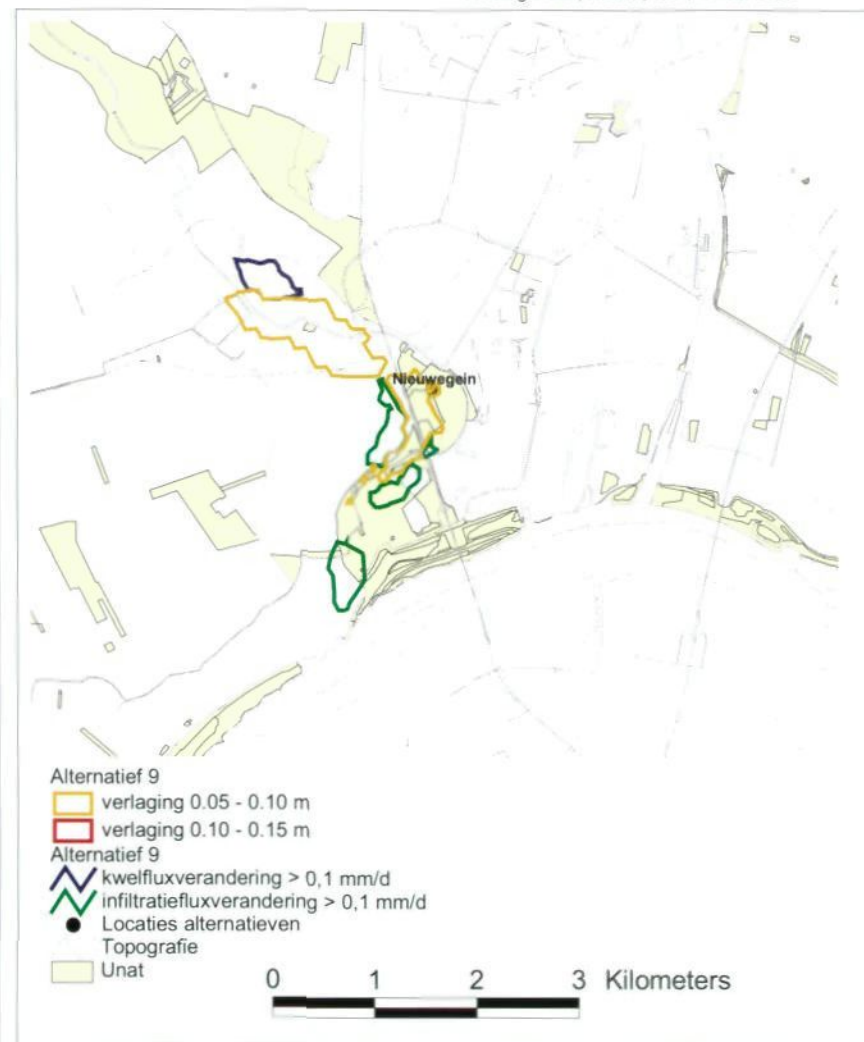 Nieuwegein
Alternatief 9
verlaging 0.05 - 0.10 m
verlaging 0.10 - 0.15 m
Alternatief 9
kwelfluxverandering > 0,1 mm/d
infiltratiefluxverandering > 0,1 mm/d
Locaties alternatieven
Topografie
Unat
0 1 2 3 Kilometers